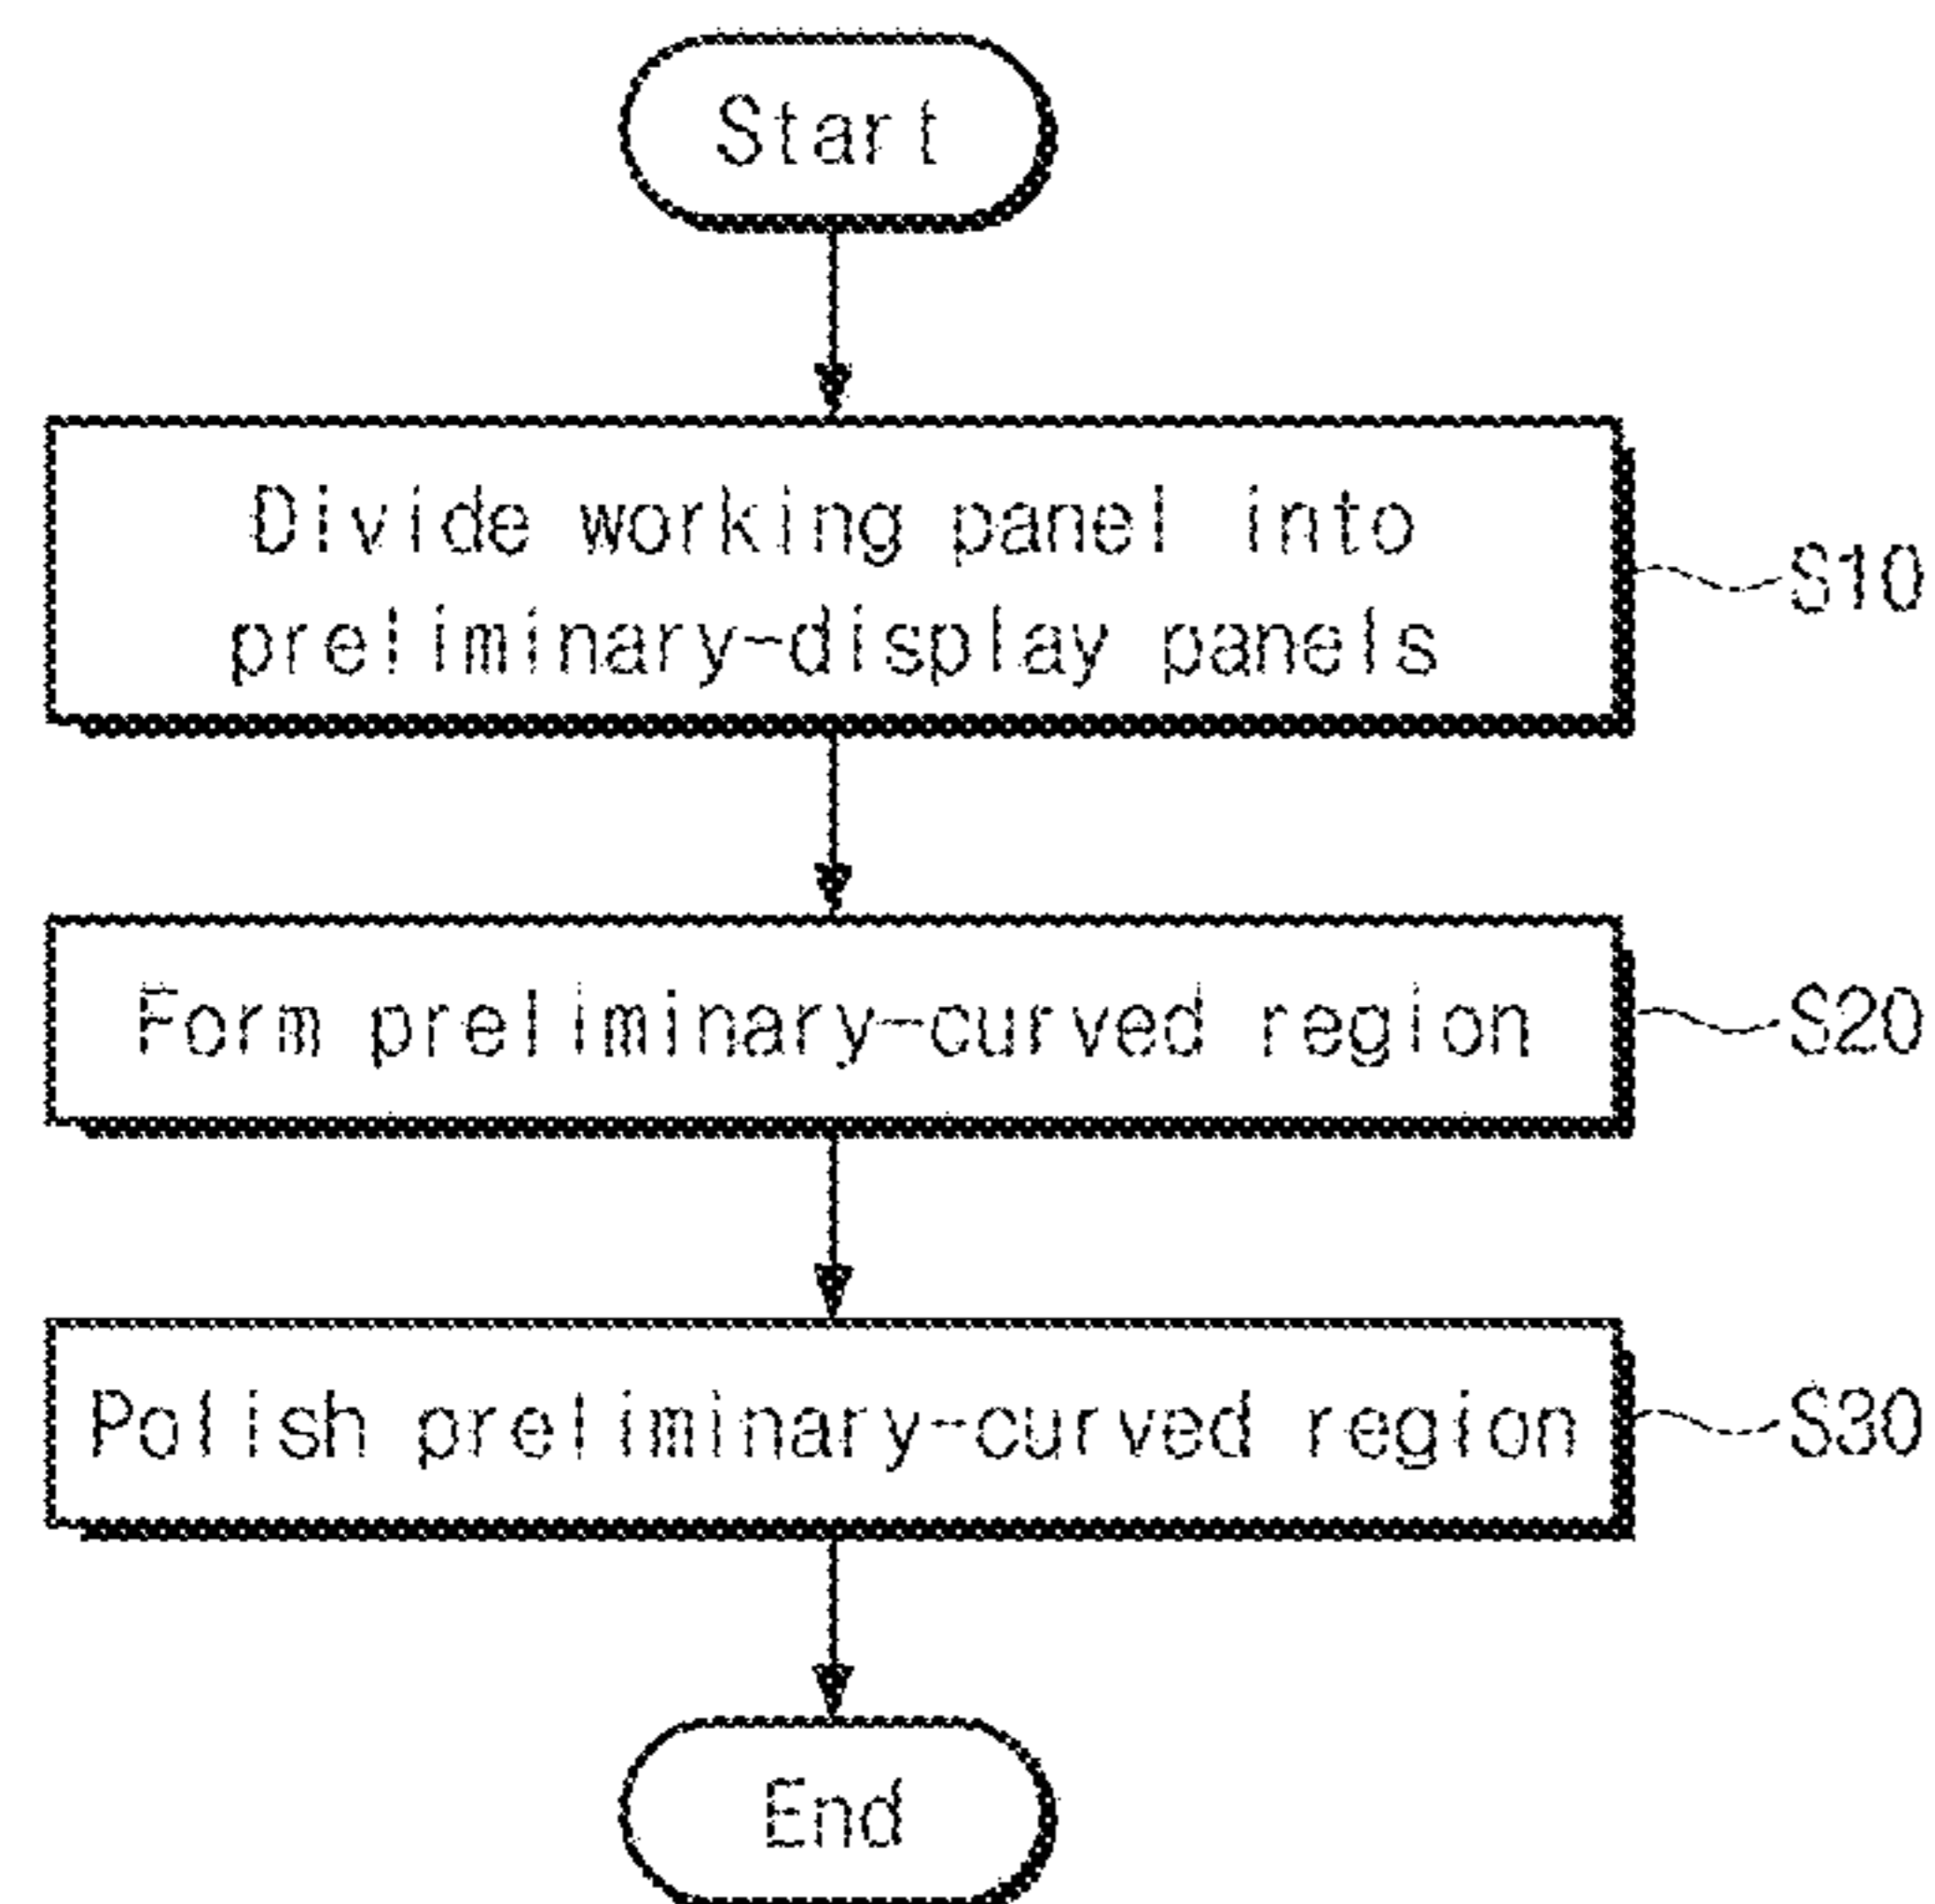 Start
Divide working panel into
preliminary-display panels
S10
Form preliminary-curved region
S20
Polish preliminary-curved region
S30
End